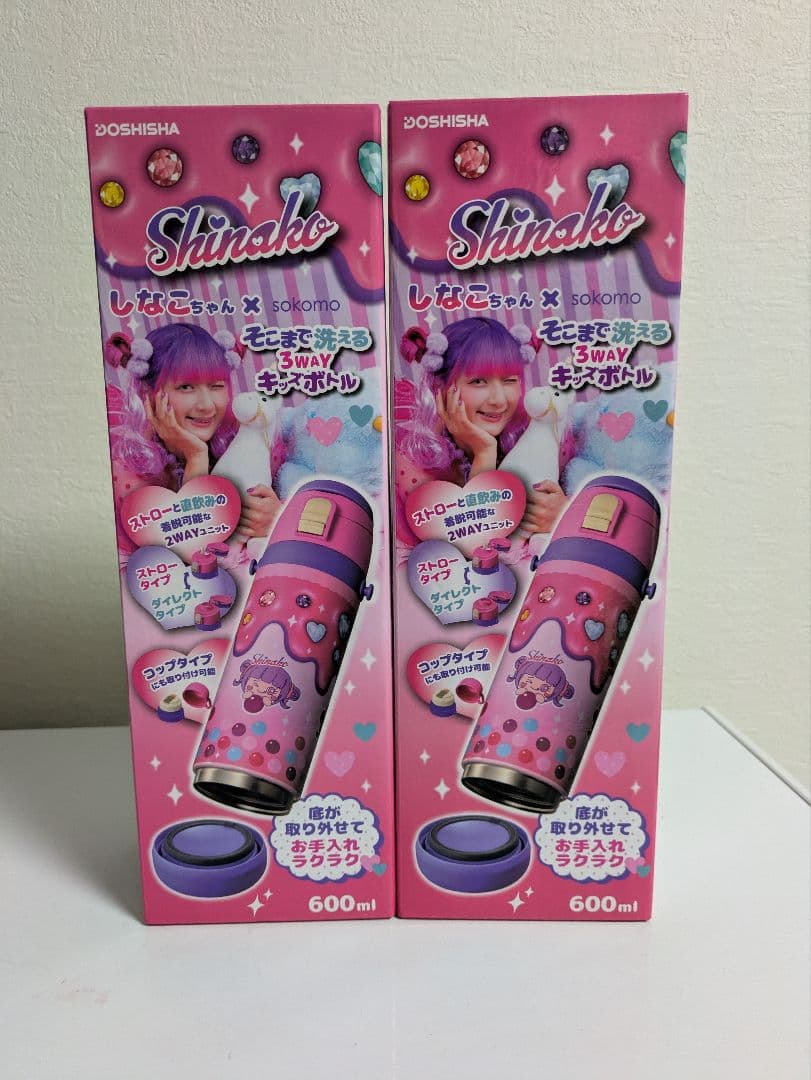 DOSHISHA
Shinako
しなこちゃん × sokomo
そこまで洗える
3WAY
キッズボトル
ストローと直飲みの
着脱可能な
2WAYユニット
ストロー
タイプ
ダイレクト
タイプ
コップタイプ
にも取り付け可能
Shinako
底が
取り外せて
お手入れ
ラクラク
600ml
DOSHISHA
Shinako
しなこちゃん × sokomo
そこまで洗える
3WAY
キッズボトル
ストローと直飲みの
着脱可能な
2WAYユニット
ストロー
タイプ
ダイレクト
タイプ
コップタイプ
にも取り付け可能
Shinako
底が
取り外せて
お手入れ
ラクラク
600ml